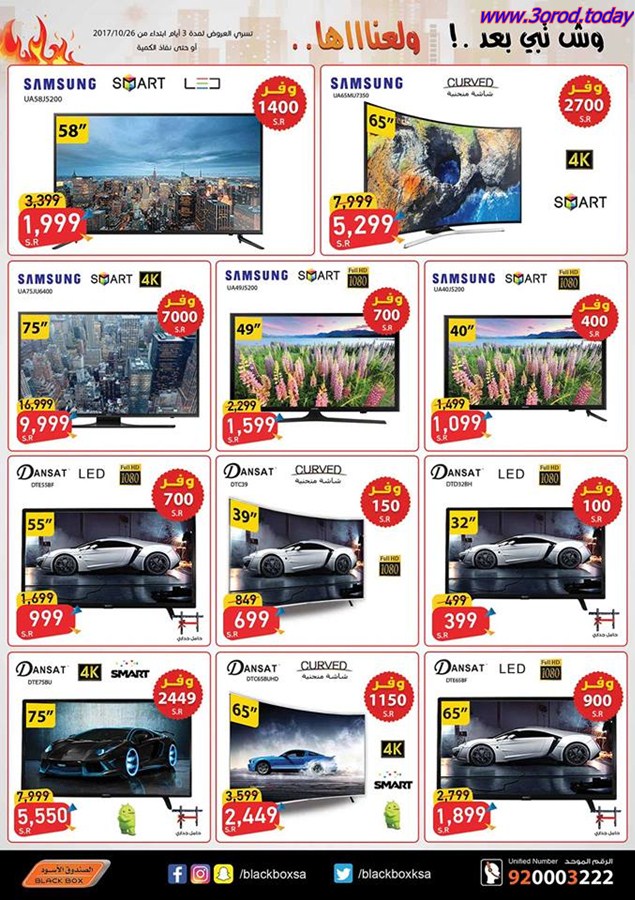 www.3orod.today
وش تبي بعد .!
ولعناااها..
تسري العروض لمدة 3 أيام ابتداء من 2017/10/26
أو حتى نفاذ الكمية
SAMSUNG SMART LED
UA58J5200
وفر
1400
S.R
58"
3,399
1,999
S.R
SAMSUNG CURVED
شاشة منحنية
UA65MU7350
وفر
2700
S.R
65"
4K
SMART
7,999
5,299
S.R
SAMSUNG SMART 4K
UA75JU6400
وفر
7000
S.R
75"
16,999
9,999
S.R
SAMSUNG SMART Full HD 1080
UA49J5200
وفر
700
S.R
49"
2,299
1,599
S.R
SAMSUNG SMART Full HD 1080
UA40J5200
وفر
400
S.R
40"
1,499
1,099
S.R
DANSAT LED Full HD 1080
DTE55BF
وفر
700
S.R
55"
1,699
999
S.R
حامل جداري
DANSAT CURVED
شاشة منحنية
DTC39
وفر
150
S.R
39"
Full HD
1080
849
699
S.R
DANSAT LED Full HD 1080
DTD32BH
وفر
100
S.R
32"
499
399
S.R
حامل جداري
DANSAT 4K SMART
DTE75BU
وفر
2449
S.R
75"
7,999
5,550
S.R
حامل جداري
DANSAT CURVED
شاشة منحنية
DTC65BUHD
وفر
1150
S.R
65"
4K
SMART
3,599
2,449
S.R
DANSAT LED Full HD 1080
DTE65BF
وفر
900
S.R
65"
2,799
1,899
S.R
حامل جداري
الصندوق الأسود
BLACK BOX
/blackboxsa
/blackboxksa
Unified Number الرقم الموحد
920003222